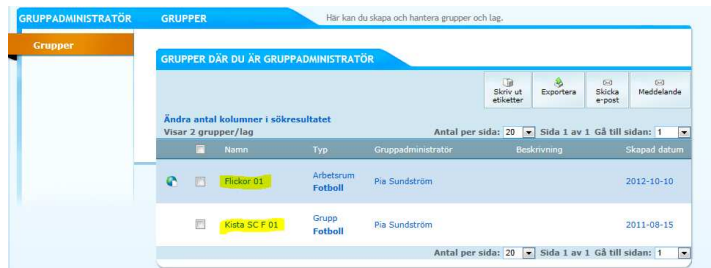 GRUPPADMINISTRATÖR GRUPPER Här kan du skapa och hantera grupper och lag.
Grupper
GRUPPER DÄR DU ÄR GRUPPADMINISTRATÖR
Skriv ut etiketter Exportera Skicka e-post Meddelande
Ändra antal kolumner i sökresultatet
Visar 2 grupper/lag Antal per sida: 20 Sida 1 av 1 Gå till sidan: 1
Namn Typ Gruppadministratör Beskrivning Skapad datum
Flickor 01 Arbetsrum Fotboll Pia Sundström 2012-10-10
Kista SC F 01 Grupp Fotboll Pia Sundström 2011-08-15
Antal per sida: 20 Sida 1 av 1 Gå till sidan: 1